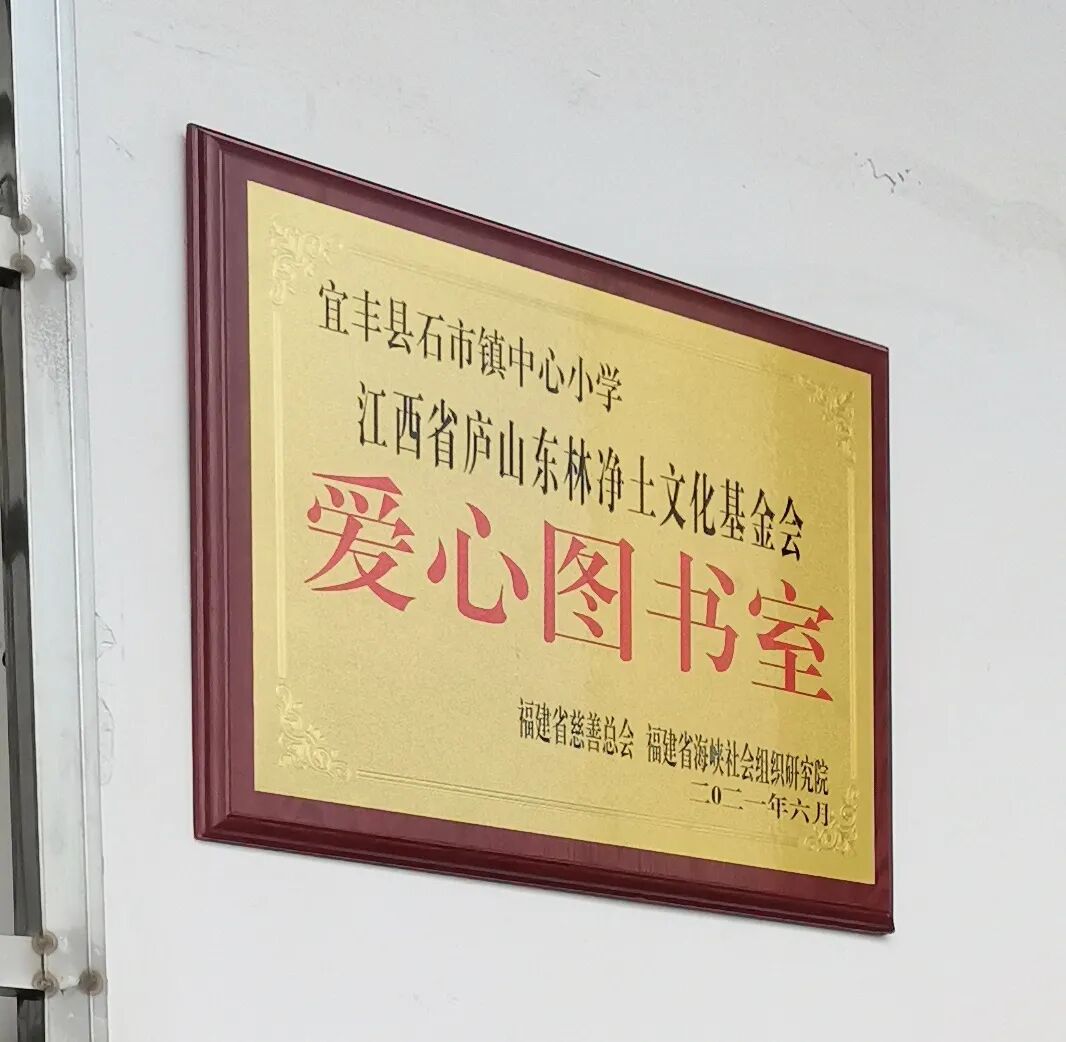 宜丰县石市镇中心小学
江西省庐山东林净土文化基金会
爱心图书室
福建省慈善总会 福建省海峡社会组织研究院
二0二一年六月